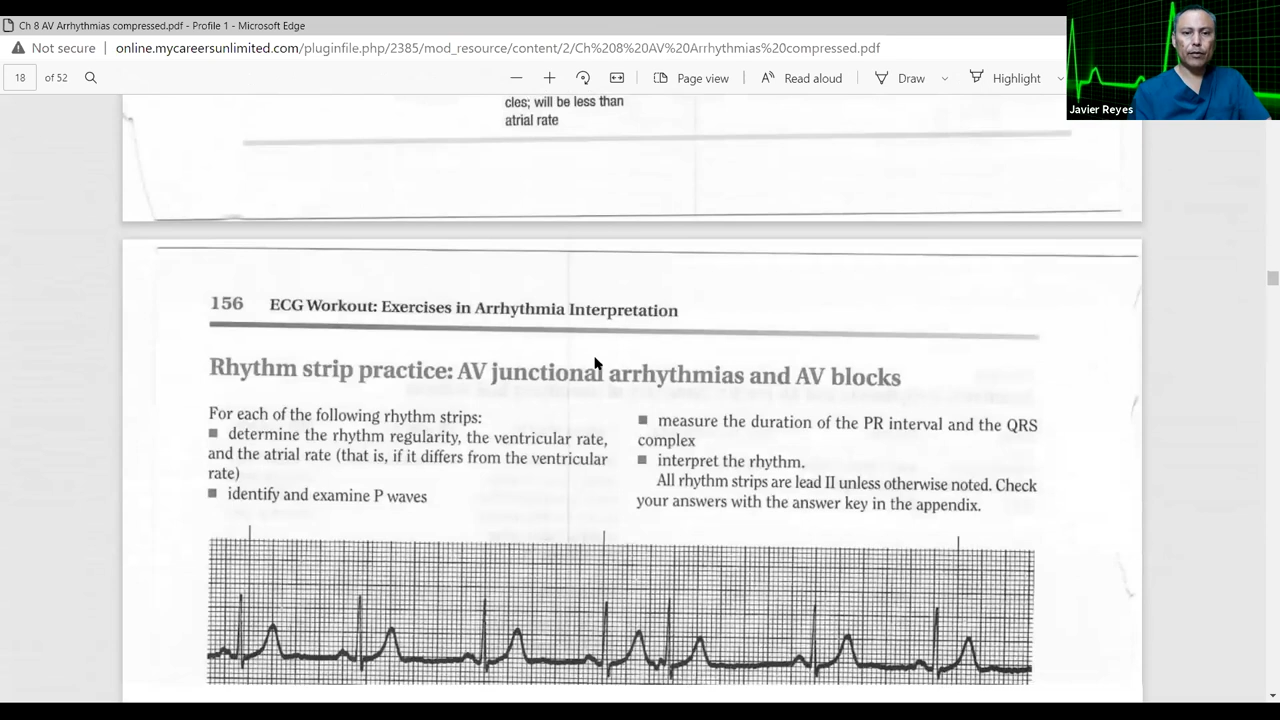 Ch 8 AV Arrhythmias compressed.pdf - Profile 1 - Microsoft Edge
Not secure online.mycareersunlimited.com/pluginfile.php/2385/mod_resource/content/2/Ch%208%20AV%20Arrhythmias%20compressed.pdf
18 of 52 Page view Read aloud Draw Highlight
Javier Reyes
cles; will be less than
atrial rate
156 ECG Workout: Exercises in Arrhythmia Interpretation
Rhythm strip practice: AV junctional arrhythmias and AV blocks
For each of the following rhythm strips:
■ determine the rhythm regularity, the ventricular rate,
and the atrial rate (that is, if it differs from the ventricular
rate)
■ identify and examine P waves
■ measure the duration of the PR interval and the QRS
complex
■ interpret the rhythm.
All rhythm strips are lead II unless otherwise noted. Check
your answers with the answer key in the appendix.